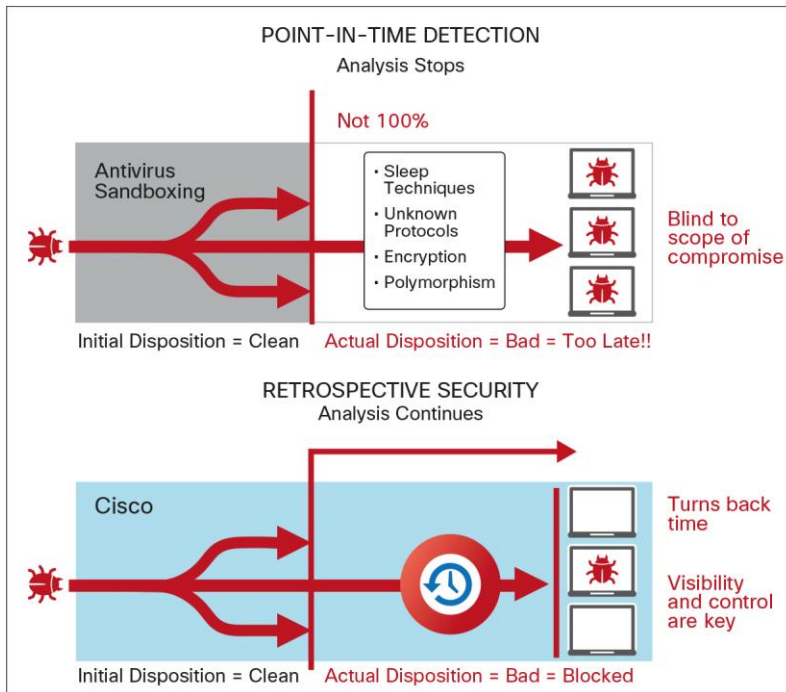 POINT-IN-TIME DETECTION
Analysis Stops
Not 100%
Antivirus
Sandboxing
· Sleep
Techniques
· Unknown
Protocols
· Encryption
· Polymorphism
Blind to
scope of
compromise
Initial Disposition = Clean
Actual Disposition = Bad = Too Late!!
RETROSPECTIVE SECURITY
Analysis Continues
Cisco
Turns back
time
Visibility
and control
are key
Initial Disposition = Clean
Actual Disposition = Bad = Blocked